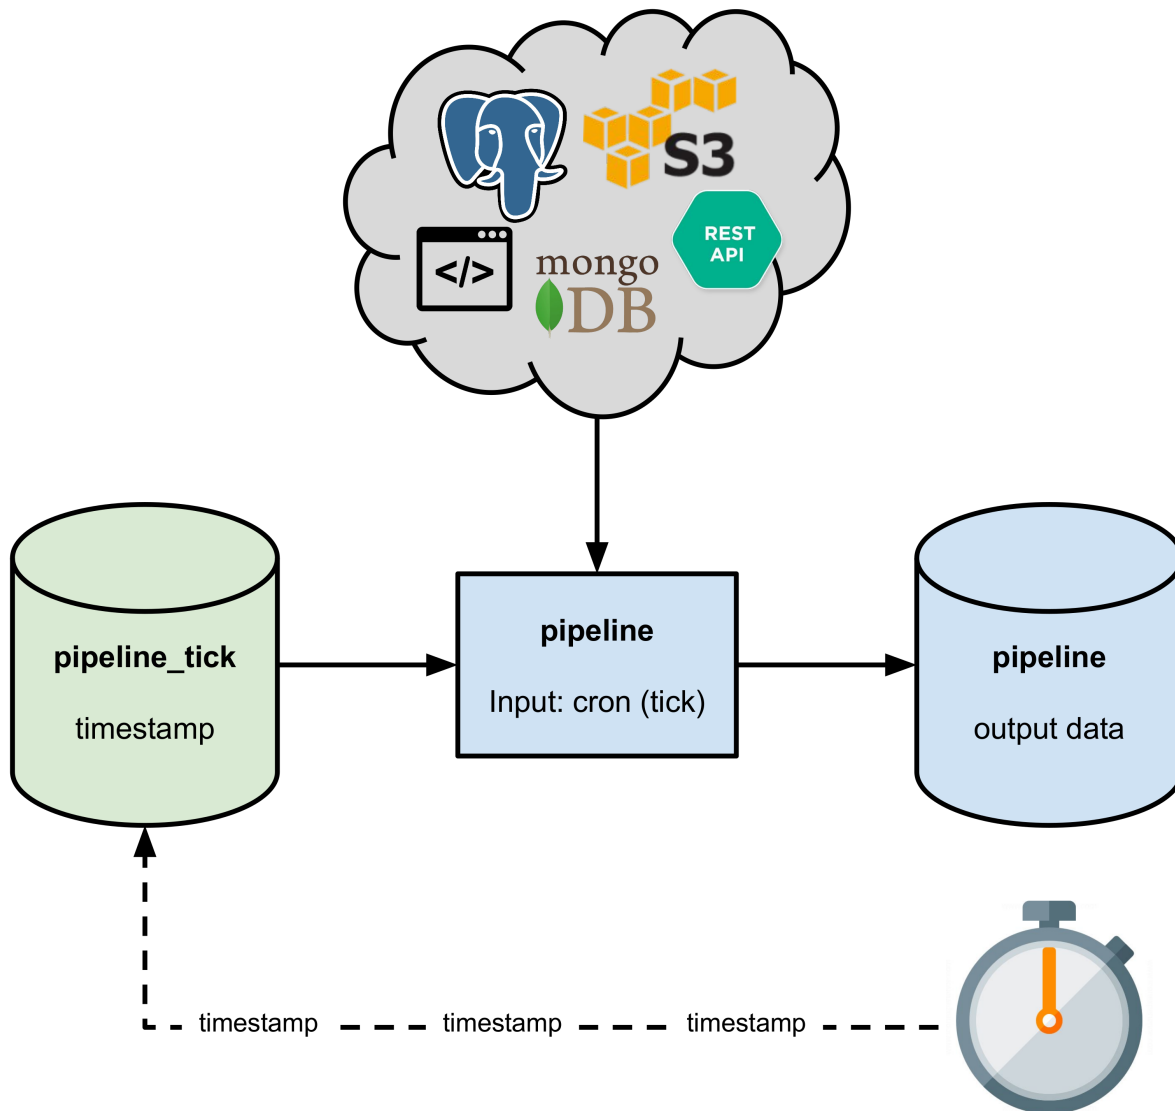 S3
REST
API
</>
mongo
DB
pipeline_tick
timestamp
pipeline
Input: cron (tick)
pipeline
output data
timestamp
timestamp
timestamp